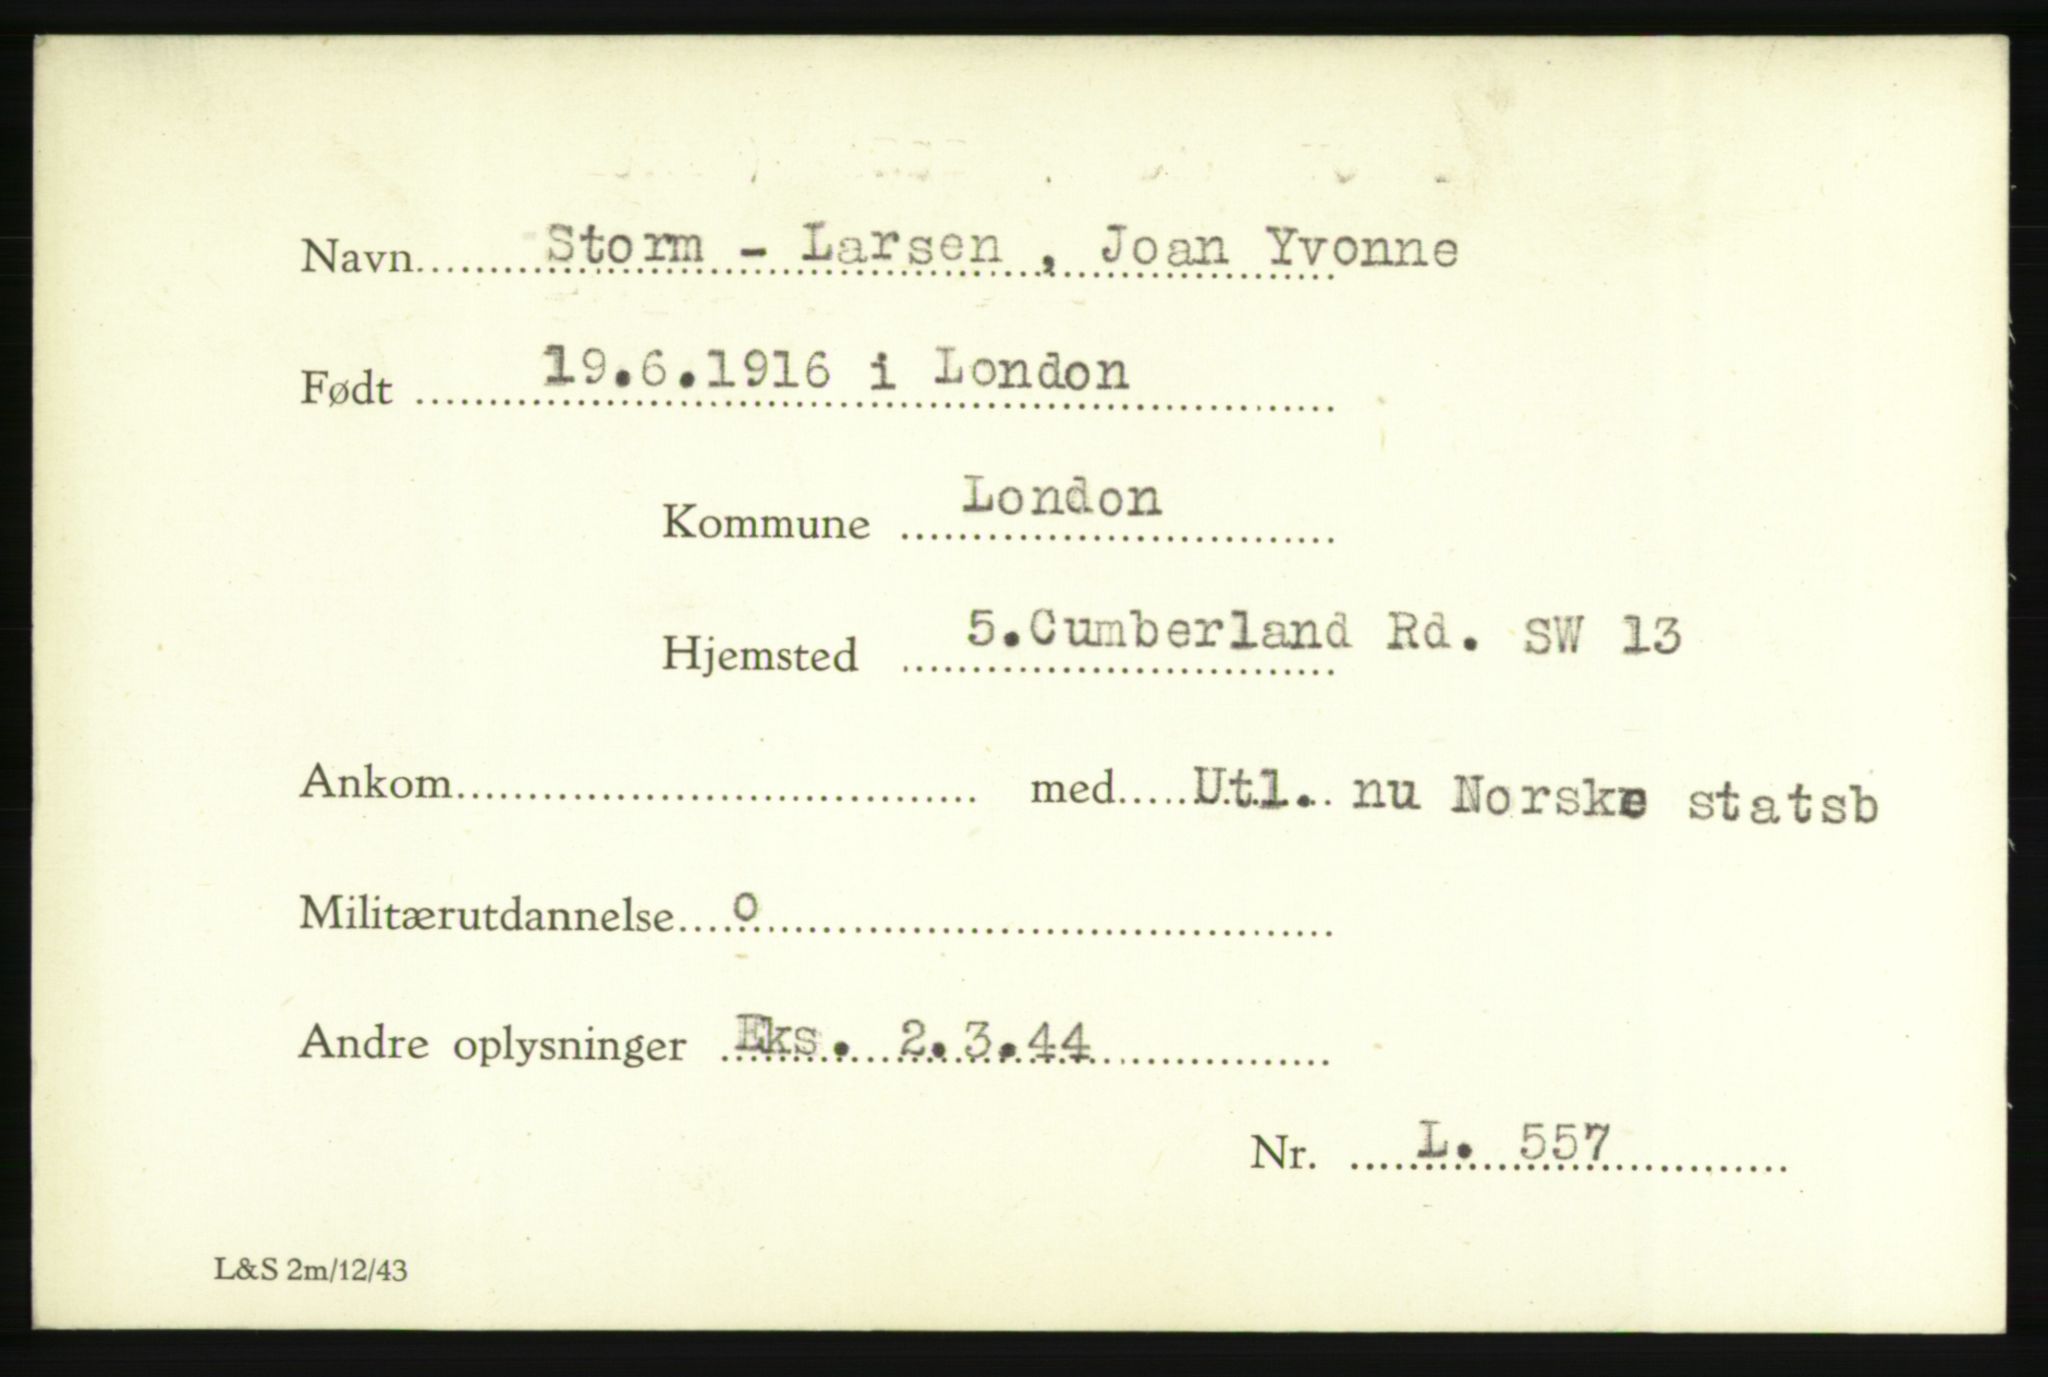 Navn Storm - Larsen , Joan Yvonne
Født 19.6.1916 i London
Kommune London
Hjemsted 5.Cumberland Rd. SW 13
Ankom med Utl. nu Norske statsb
Militærutdannelse o
Andre oplysninger Eks. 2.3.44
Nr. L. 557
L&S 2m/12/43